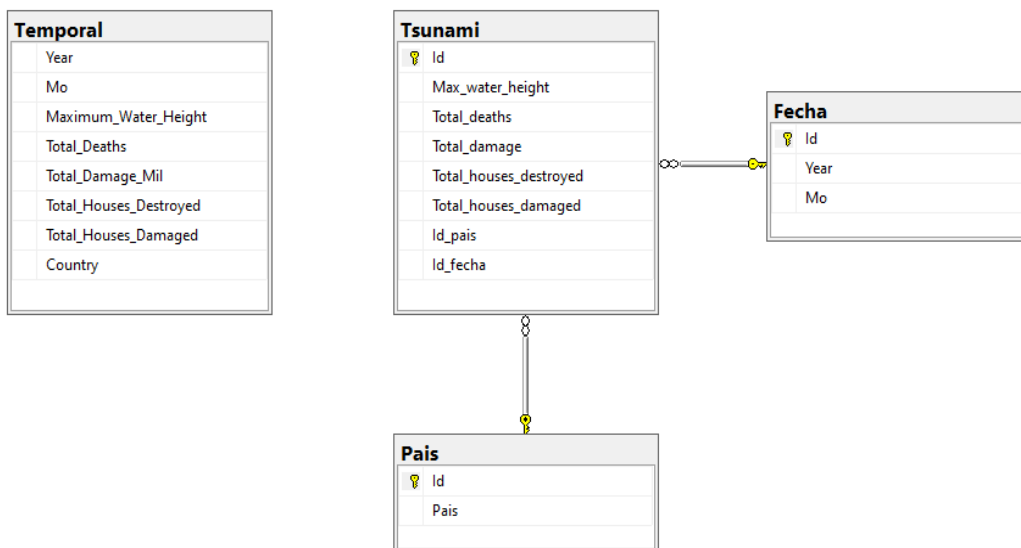 Temporal
Year
Mo
Maximum_Water_Height
Total_Deaths
Total_Damage_Mil
Total_Houses_Destroyed
Total_Houses_Damaged
Country
Tsunami
Id
Max_water_height
Total_deaths
Total_damage
Total_houses_destroyed
Total_houses_damaged
Id_pais
Id_fecha
Fecha
Id
Year
Mo
Pais
Id
Pais